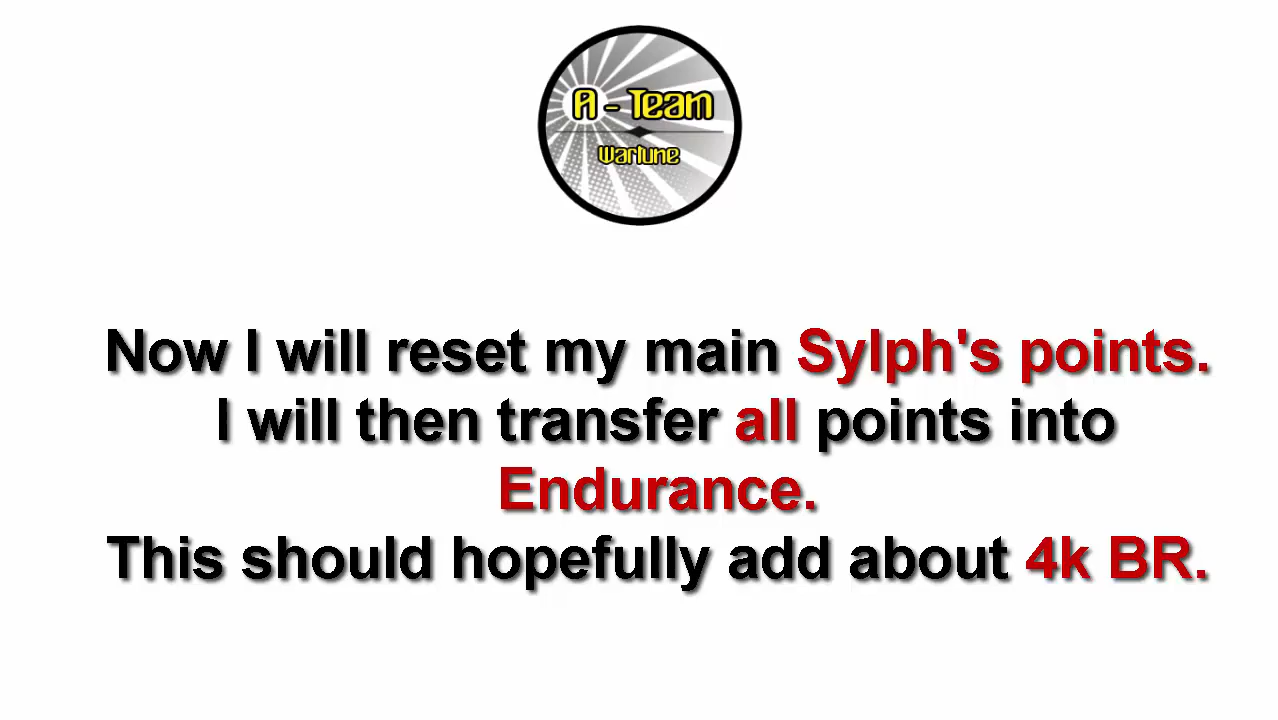 A - Team
Wartune
Now I will reset my main Sylph's points.
I will then transfer all points into
Endurance.
This should hopefully add about 4k BR.